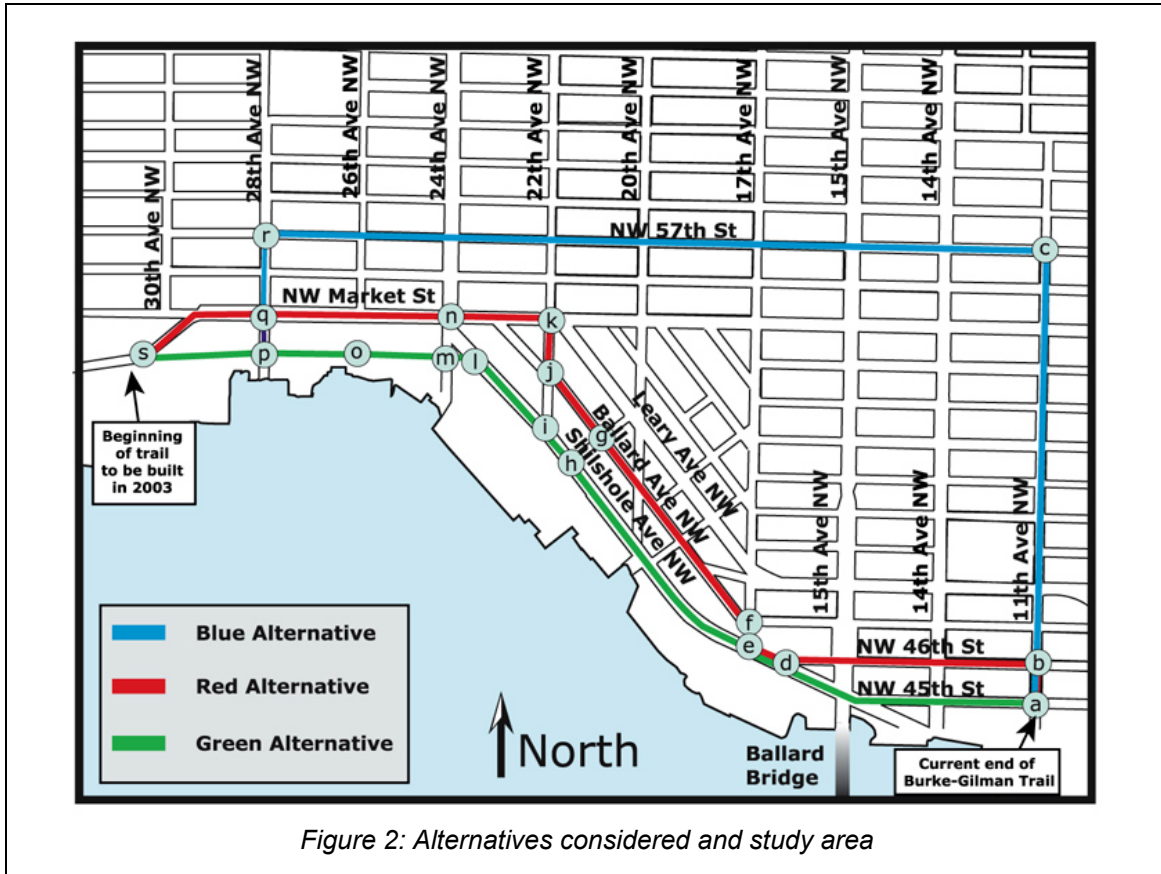 30th Ave NW
28th Ave NW
26th Ave NW
24th Ave NW
22th Ave NW
20th Ave NW
17th Ave NW
15th Ave NW
14th Ave NW
r
NW 57th St
c
NW Market St
q
n
k
s
p
o
m
l
j
i
g
h
Leary Ave NW
Ballard Ave NW
Shilshole Ave NW
Beginning
of trail
to be built
in 2003
15th Ave NW
14th Ave NW
11th Ave NW
f
e
d
NW 46th St
b
NW 45th St
a
Blue Alternative
Red Alternative
Green Alternative
North
Ballard
Bridge
Current end of
Burke-Gilman Trail
Figure 2: Alternatives considered and study area